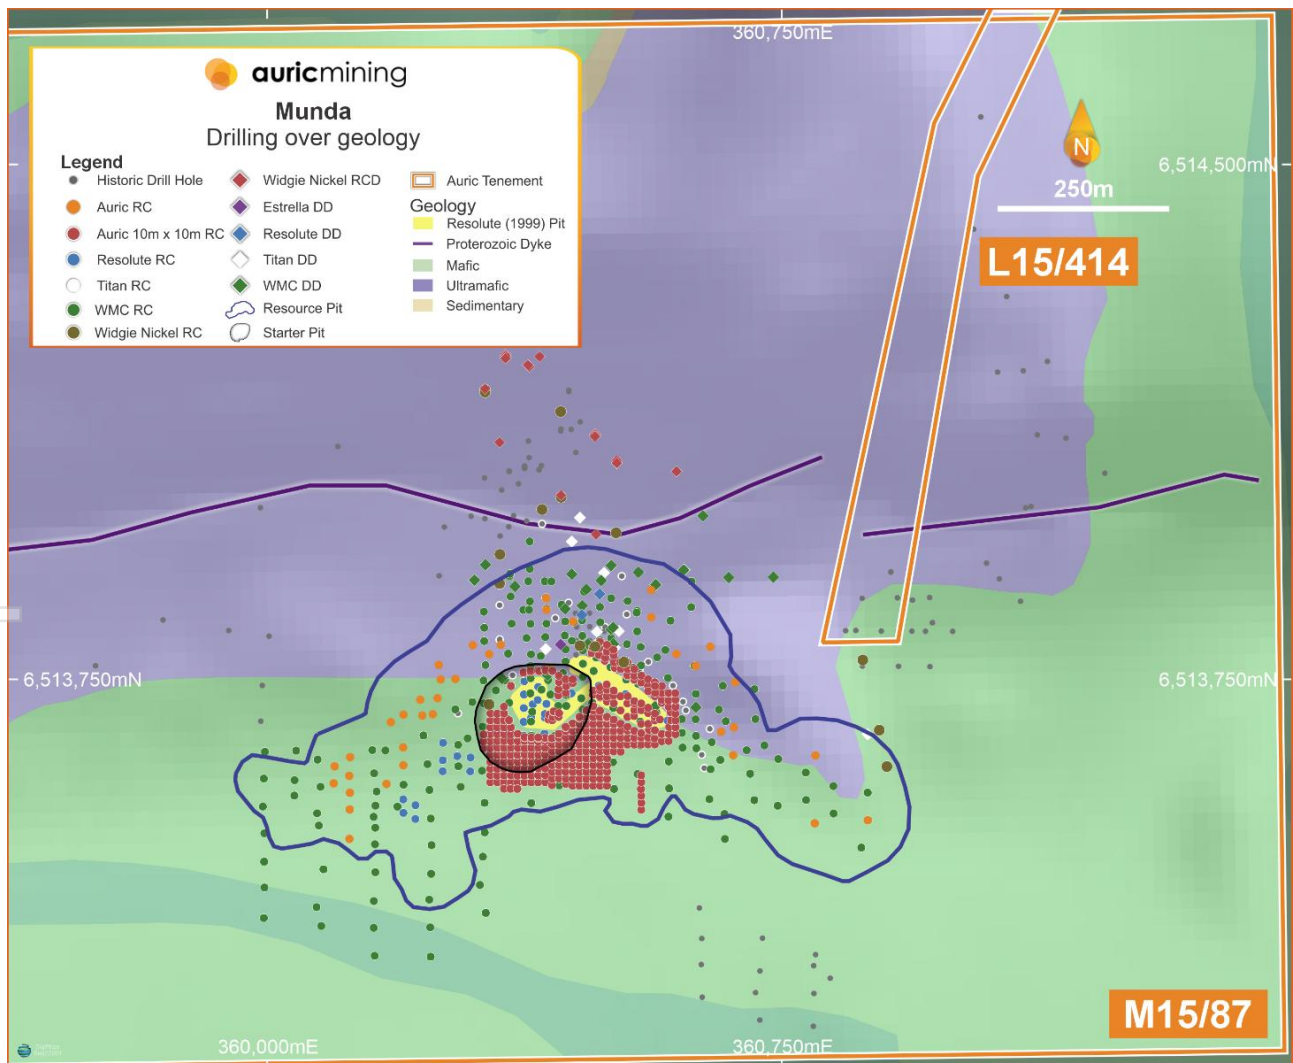 360,750mE
auricmining
Munda
Drilling over geology
Legend
Historic Drill Hole
Auric RC
Auric 10m x 10m RC
Resolute RC
Titan RC
WMC RC
Widgie Nickel RC
Widgie Nickel RCD
Estrella DD
Resolute DD
Titan DD
WMC DD
Resource Pit
Starter Pit
Auric Tenement
Geology
Resolute (1999) Pit
Proterozoic Dyke
Mafic
Ultramafic
Sedimentary
N
6,514,500mN
250m
L15/414
6,513,750mN
6,513,750mN
M15/87
360,000mE
360,750mE